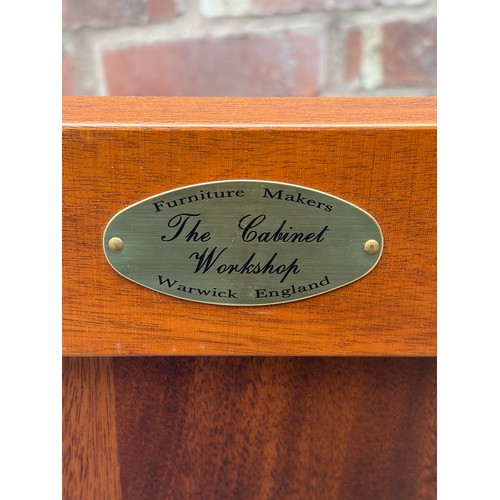 Furniture Makers
The Cabinet
Workshop
Warwick England